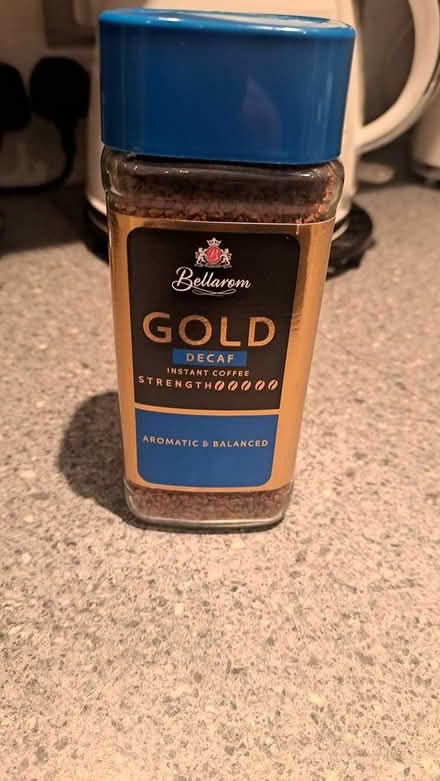 B
Bellarom
GOLD
DECAF
INSTANT COFFEE
STRENGTH
AROMATIC & BALANCED